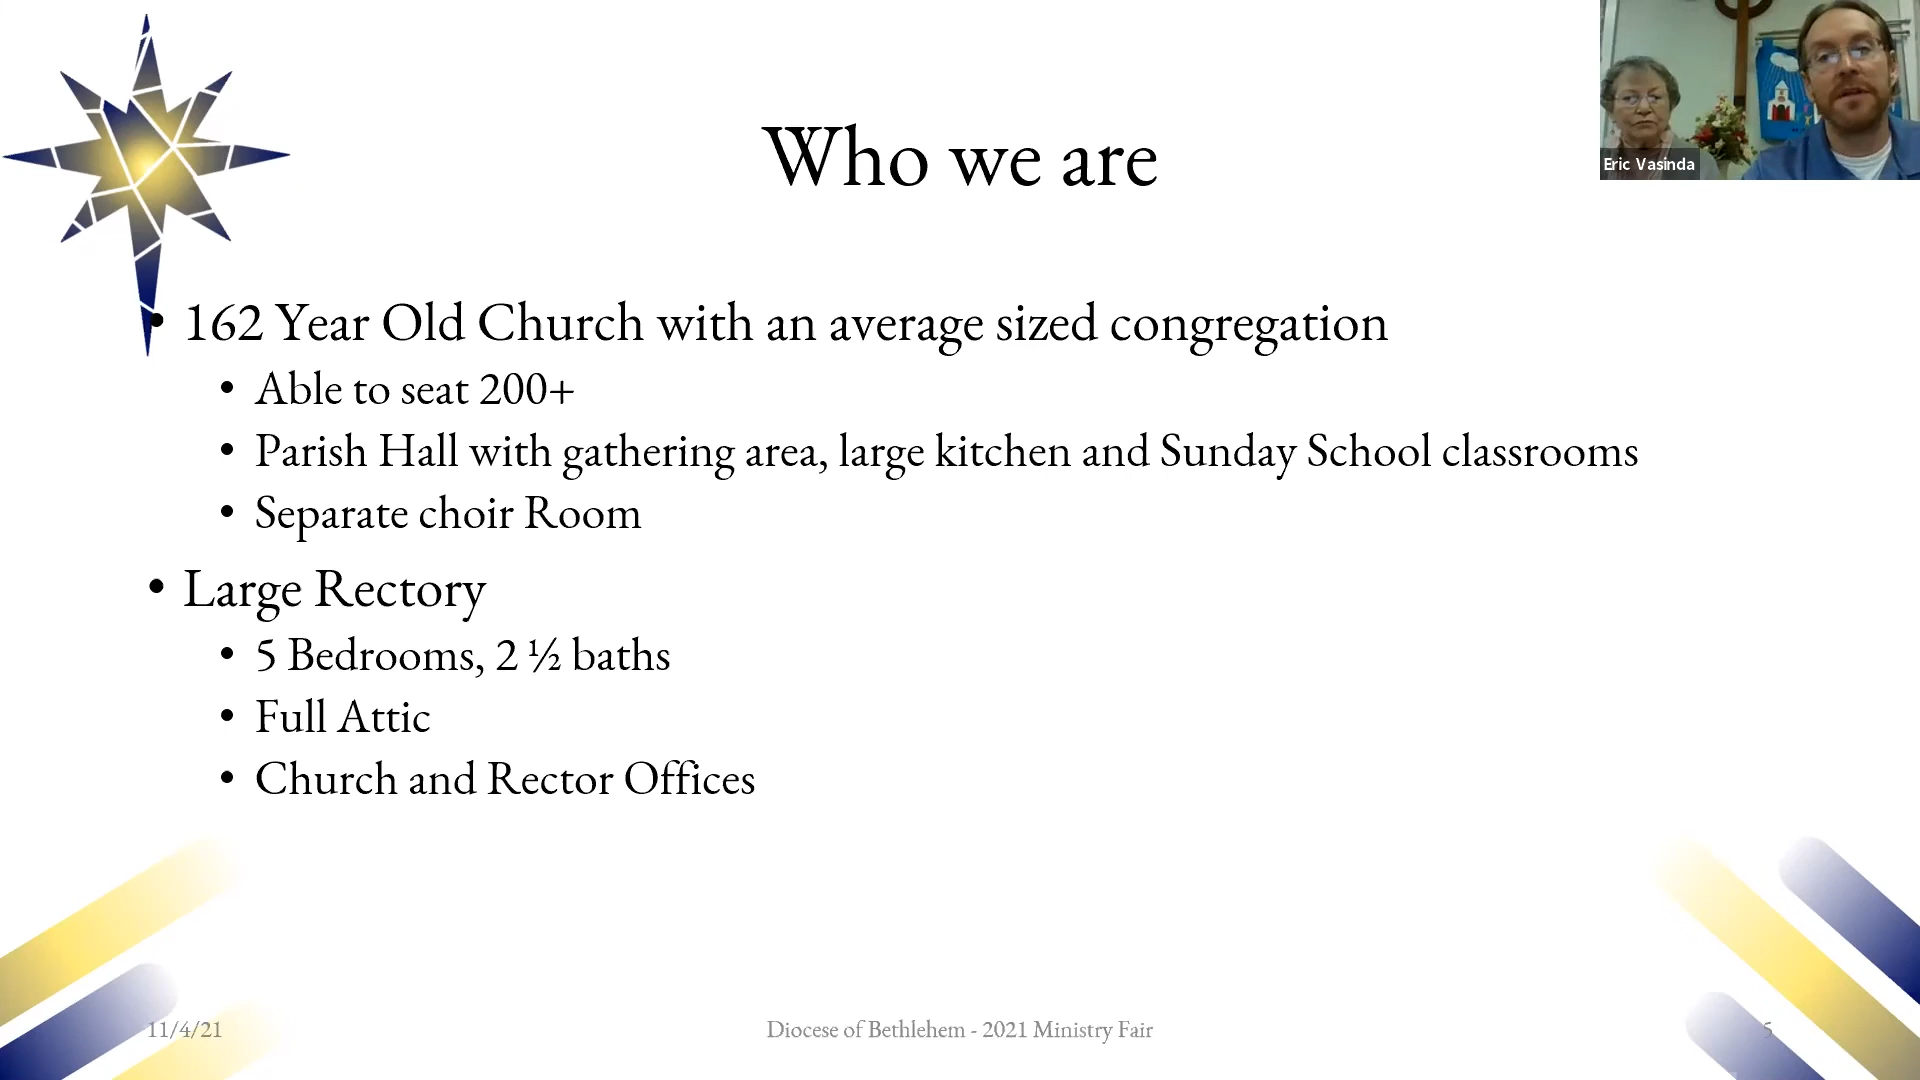 Who we are
Eric Vasinda
• 162 Year Old Church with an average sized congregation
• Able to seat 200+
• Parish Hall with gathering area, large kitchen and Sunday School classrooms
• Separate choir Room
• Large Rectory
• 5 Bedrooms, 2 ½ baths
• Full Attic
• Church and Rector Offices
11/4/21
Diocese of Bethlehem - 2021 Ministry Fair
5